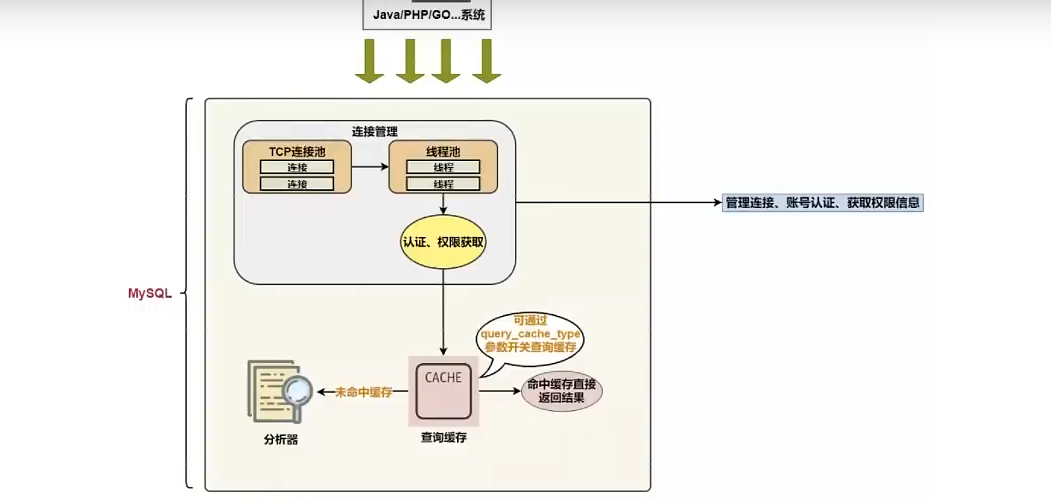 Java/PHP/GO...系统
连接管理
TCP连接池
连接
连接
线程池
线程
线程
认证、权限获取
管理连接、账号认证、获取权限信息
MySQL
可通过
query_cache_type
参数开关查询缓存
CACHE
查询缓存
未命中缓存
命中缓存直接
返回结果
分析器